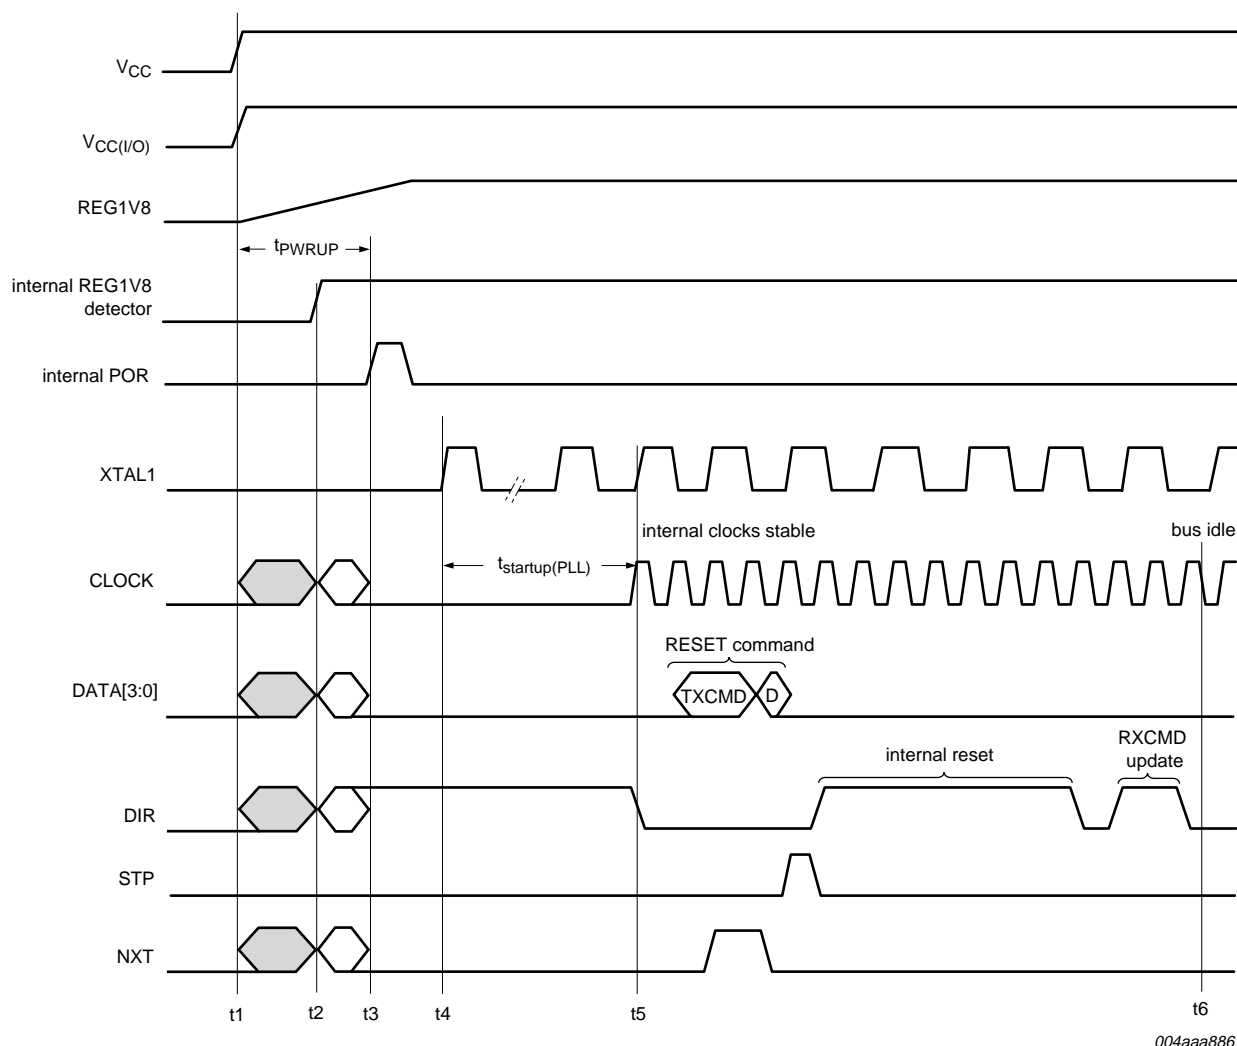 VCC
VCC(I/O)
REG1V8
tPWRUP
internal REG1V8
detector
internal POR
XTAL1
internal clocks stable
bus idle
CLOCK
tstartup(PLL)
RESET command
DATA[3:0]
TXCMD
D
RXCMD
update
internal reset
DIR
STP
NXT
t1
t2
t3
t4
t5
t6
004aaa886